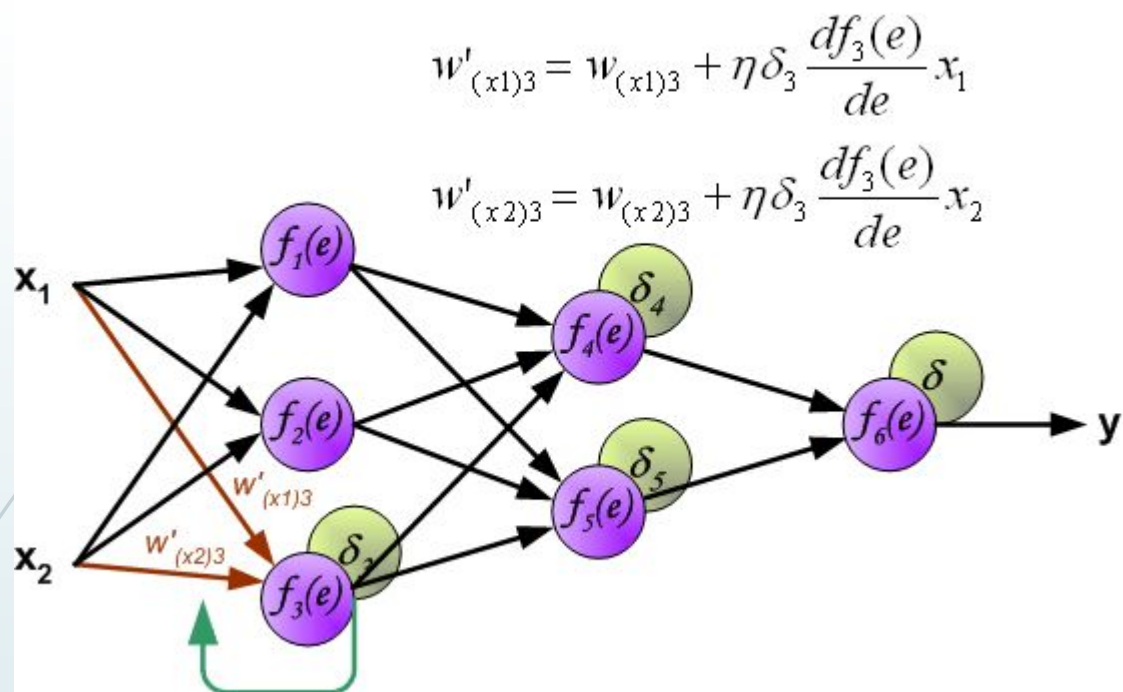 w'(x1)3 = w(x1)3 + ηδ3 df3(e)/de x1
w'(x2)3 = w(x2)3 + ηδ3 df3(e)/de x2
x1
f1(e)
δ4
f4(e)
f2(e)
δ
f6(e)
y
δ5
f5(e)
w'(x1)3
x2
w'(x2)3
δ3
f3(e)